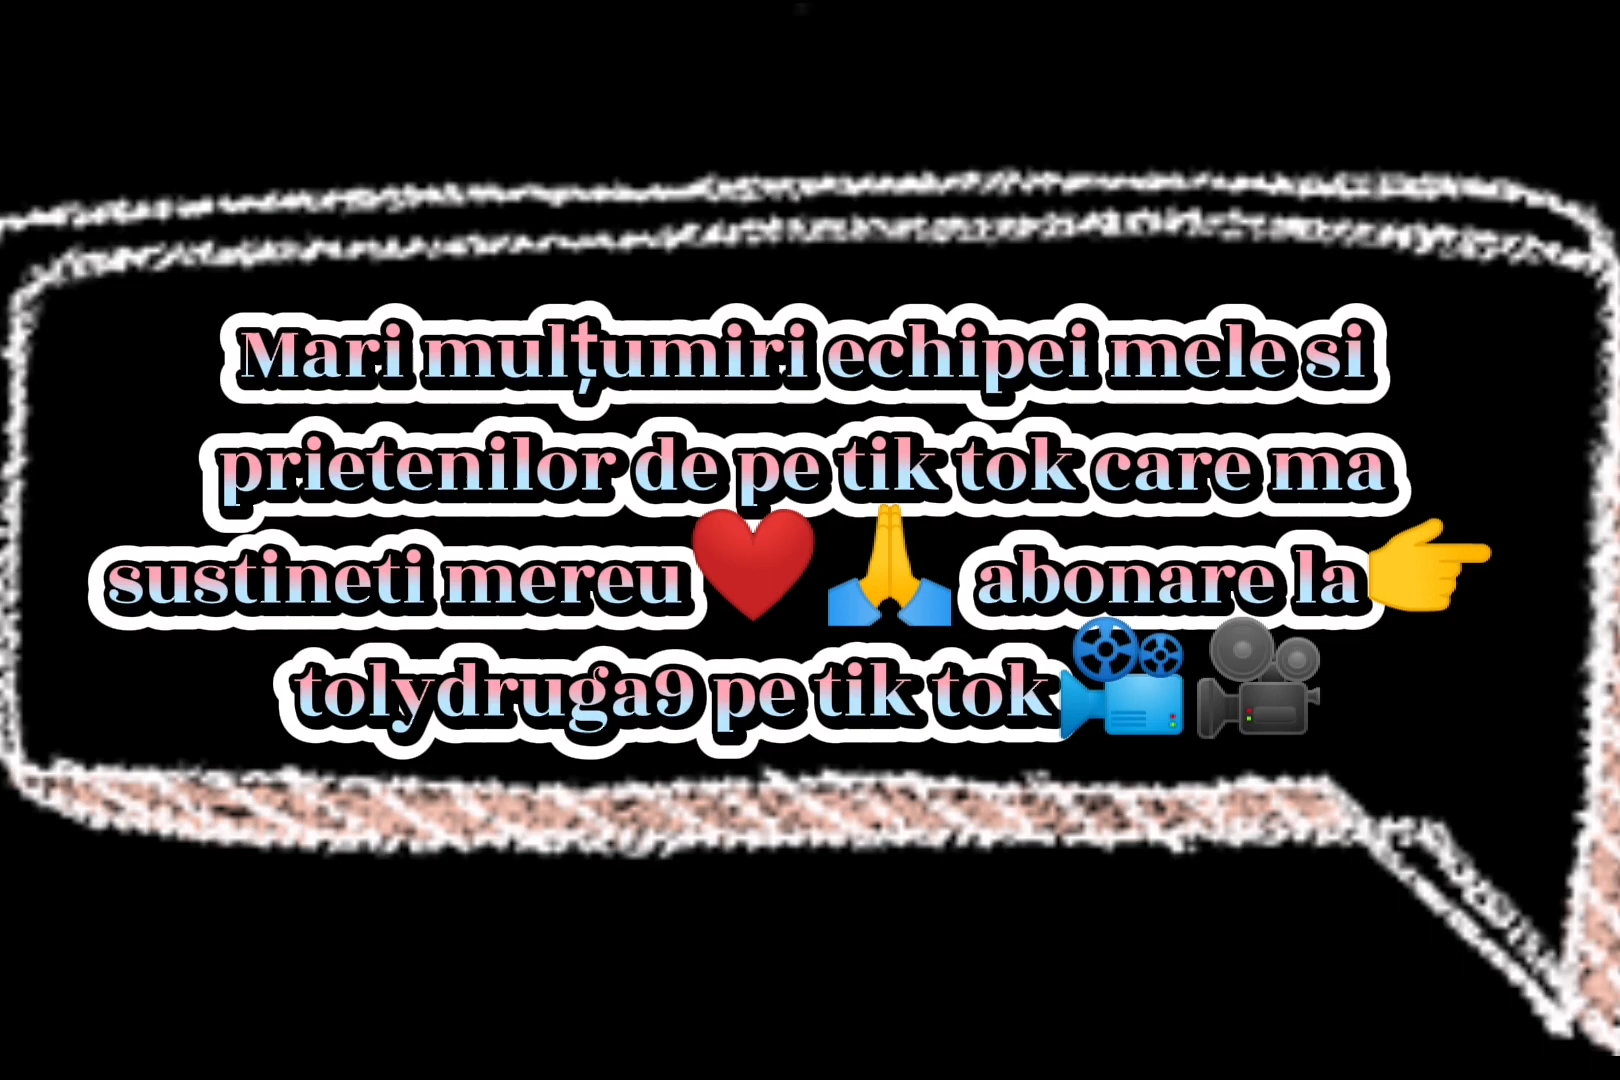 Mari mulțumiri echipei mele si
prietenilor de pe tik tok care ma
sustineti mereu❤️🙏 abonare la👉
tolydruga9 pe tik tok📽️🎥